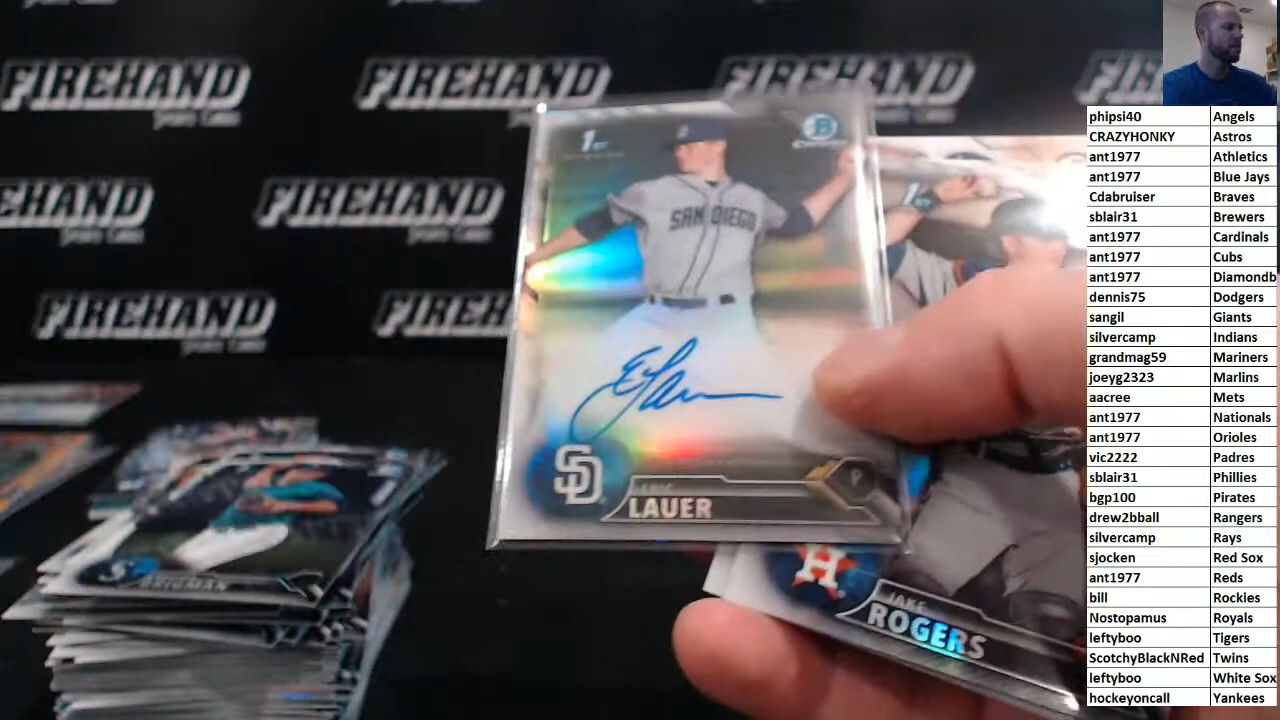 FIREHAND
FIREHAND
FIREHAND
FIREHAND
FIREHAND
FIREHAND
FIREHAND
1ST
SAN DIEGO
SD
LAUER
P
H
JAKE
ROGERS
phipsi40 Angels
CRAZYHONKY Astros
ant1977 Athletics
ant1977 Blue Jays
Cdabruiser Braves
sblair31 Brewers
ant1977 Cardinals
ant1977 Cubs
ant1977 Diamondb
dennis75 Dodgers
sangil Giants
silvercamp Indians
grandmag59 Mariners
joeyg2323 Marlins
aacree Mets
ant1977 Nationals
ant1977 Orioles
vic2222 Padres
sblair31 Phillies
bgp100 Pirates
drew2bball Rangers
silvercamp Rays
sjocken Red Sox
ant1977 Reds
bill Rockies
Nostopamus Royals
leftyboo Tigers
ScotchyBlackNRed Twins
leftyboo White Sox
hockeyoncall Yankees